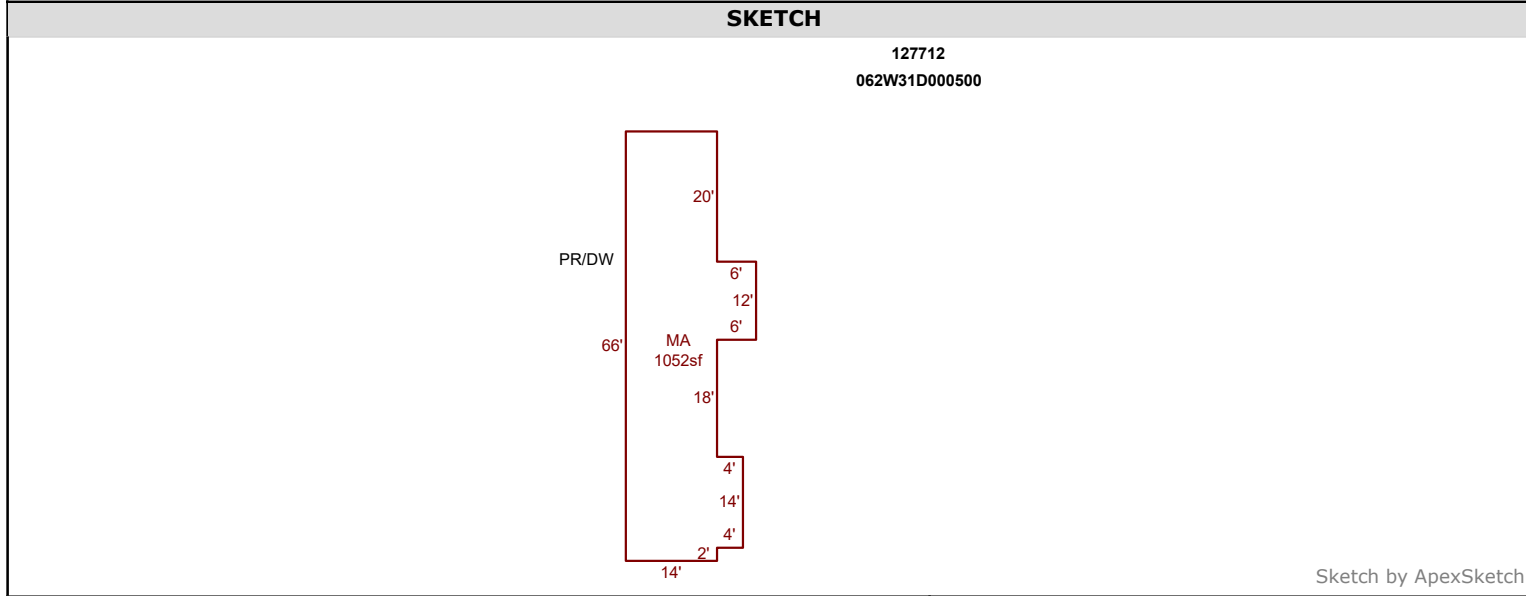 SKETCH
127712
062W31D000500
20'
PR/DW
6'
12'
6'
66'
MA
1052sf
18'
4'
14'
4'
2'
14'
Sketch by ApexSketch